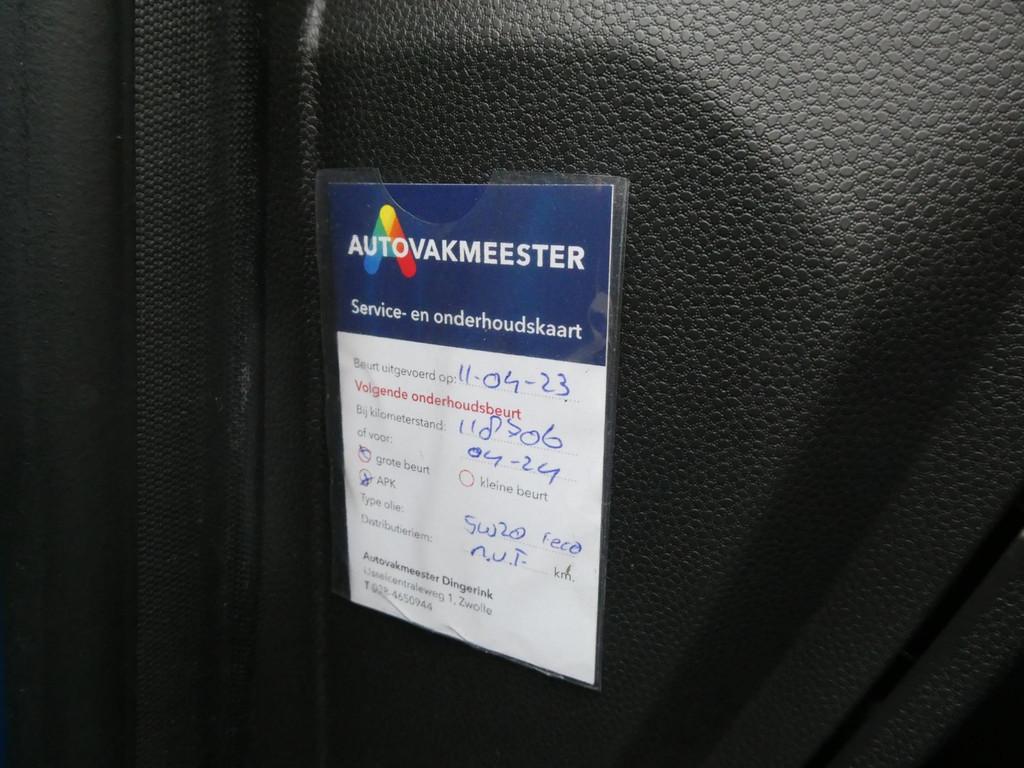 AUTOVAKMEESTER
Service- en onderhoudskaart
Beurt uitgevoerd op: 11-04-23
Volgende onderhoudsbeurt
Bij kilometerstand: 118506
of voor: 04-24
grote beurt kleine beurt
APK
Type olie: 5W20 Feco
Distributieriem: n.v.t. km.
Autovakmeester Dingerink
IJsselcentraleweg 1, Zwolle
T 038-4650944